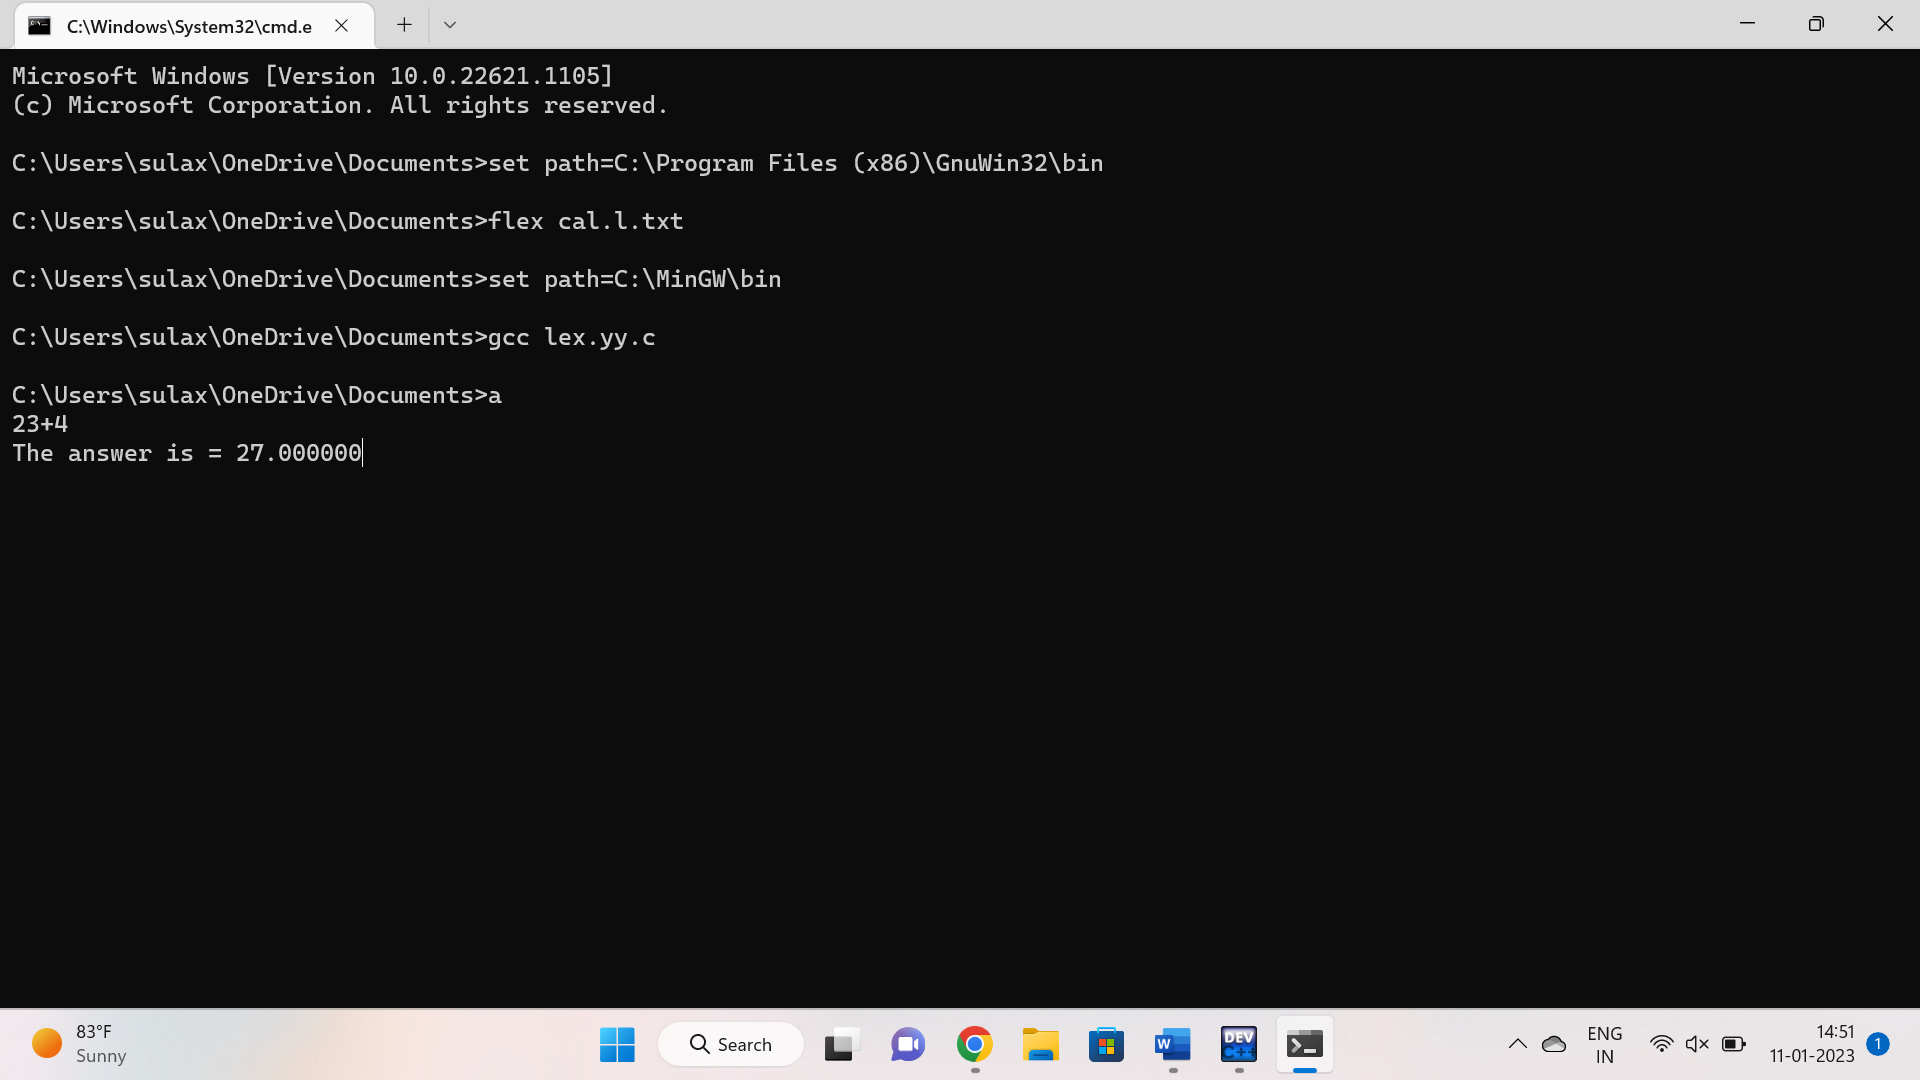 C:\Windows\System32\cmd.e
Microsoft Windows [Version 10.0.22621.1105]
(c) Microsoft Corporation. All rights reserved.
C:\Users\sulax\OneDrive\Documents>set path=C:\Program Files (x86)\GnuWin32\bin
C:\Users\sulax\OneDrive\Documents>flex cal.l.txt
C:\Users\sulax\OneDrive\Documents>set path=C:\MinGW\bin
C:\Users\sulax\OneDrive\Documents>gcc lex.yy.c
C:\Users\sulax\OneDrive\Documents>a
23+4
The answer is = 27.000000
83°F
Sunny
Search
W
DEV
C++
ENG
IN
14:51
11-01-2023
1